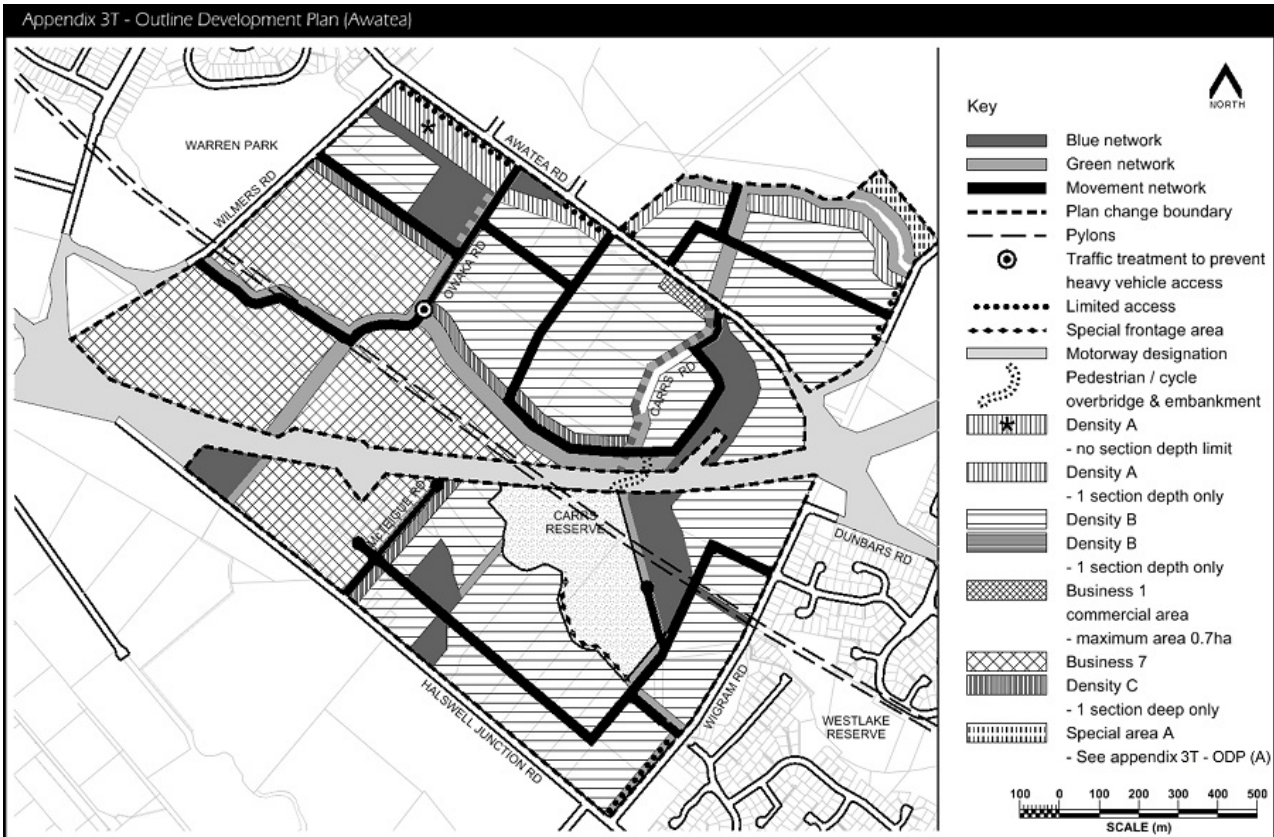 Appendix 3T - Outline Development Plan (Awatea)
WARREN PARK
WILMERS RD
AWATEA RD
OWAKA RD
CARRS RD
McTEIGUE RD
CARRS
RESERVE
DUNBARS RD
HALSWELL JUNCTION RD
WIGRAM RD
WESTLAKE
RESERVE
NORTH
Key
Blue network
Green network
Movement network
Plan change boundary
Pylons
Traffic treatment to prevent
heavy vehicle access
Limited access
Special frontage area
Motorway designation
Pedestrian / cycle
overbridge & embankment
Density A
- no section depth limit
Density A
- 1 section depth only
Density B
Density B
- 1 section depth only
Business 1
commercial area
- maximum area 0.7ha
Business 7
Density C
- 1 section deep only
Special area A
- See appendix 3T - ODP (A)
100 0 100 200 300 400 500
SCALE (m)